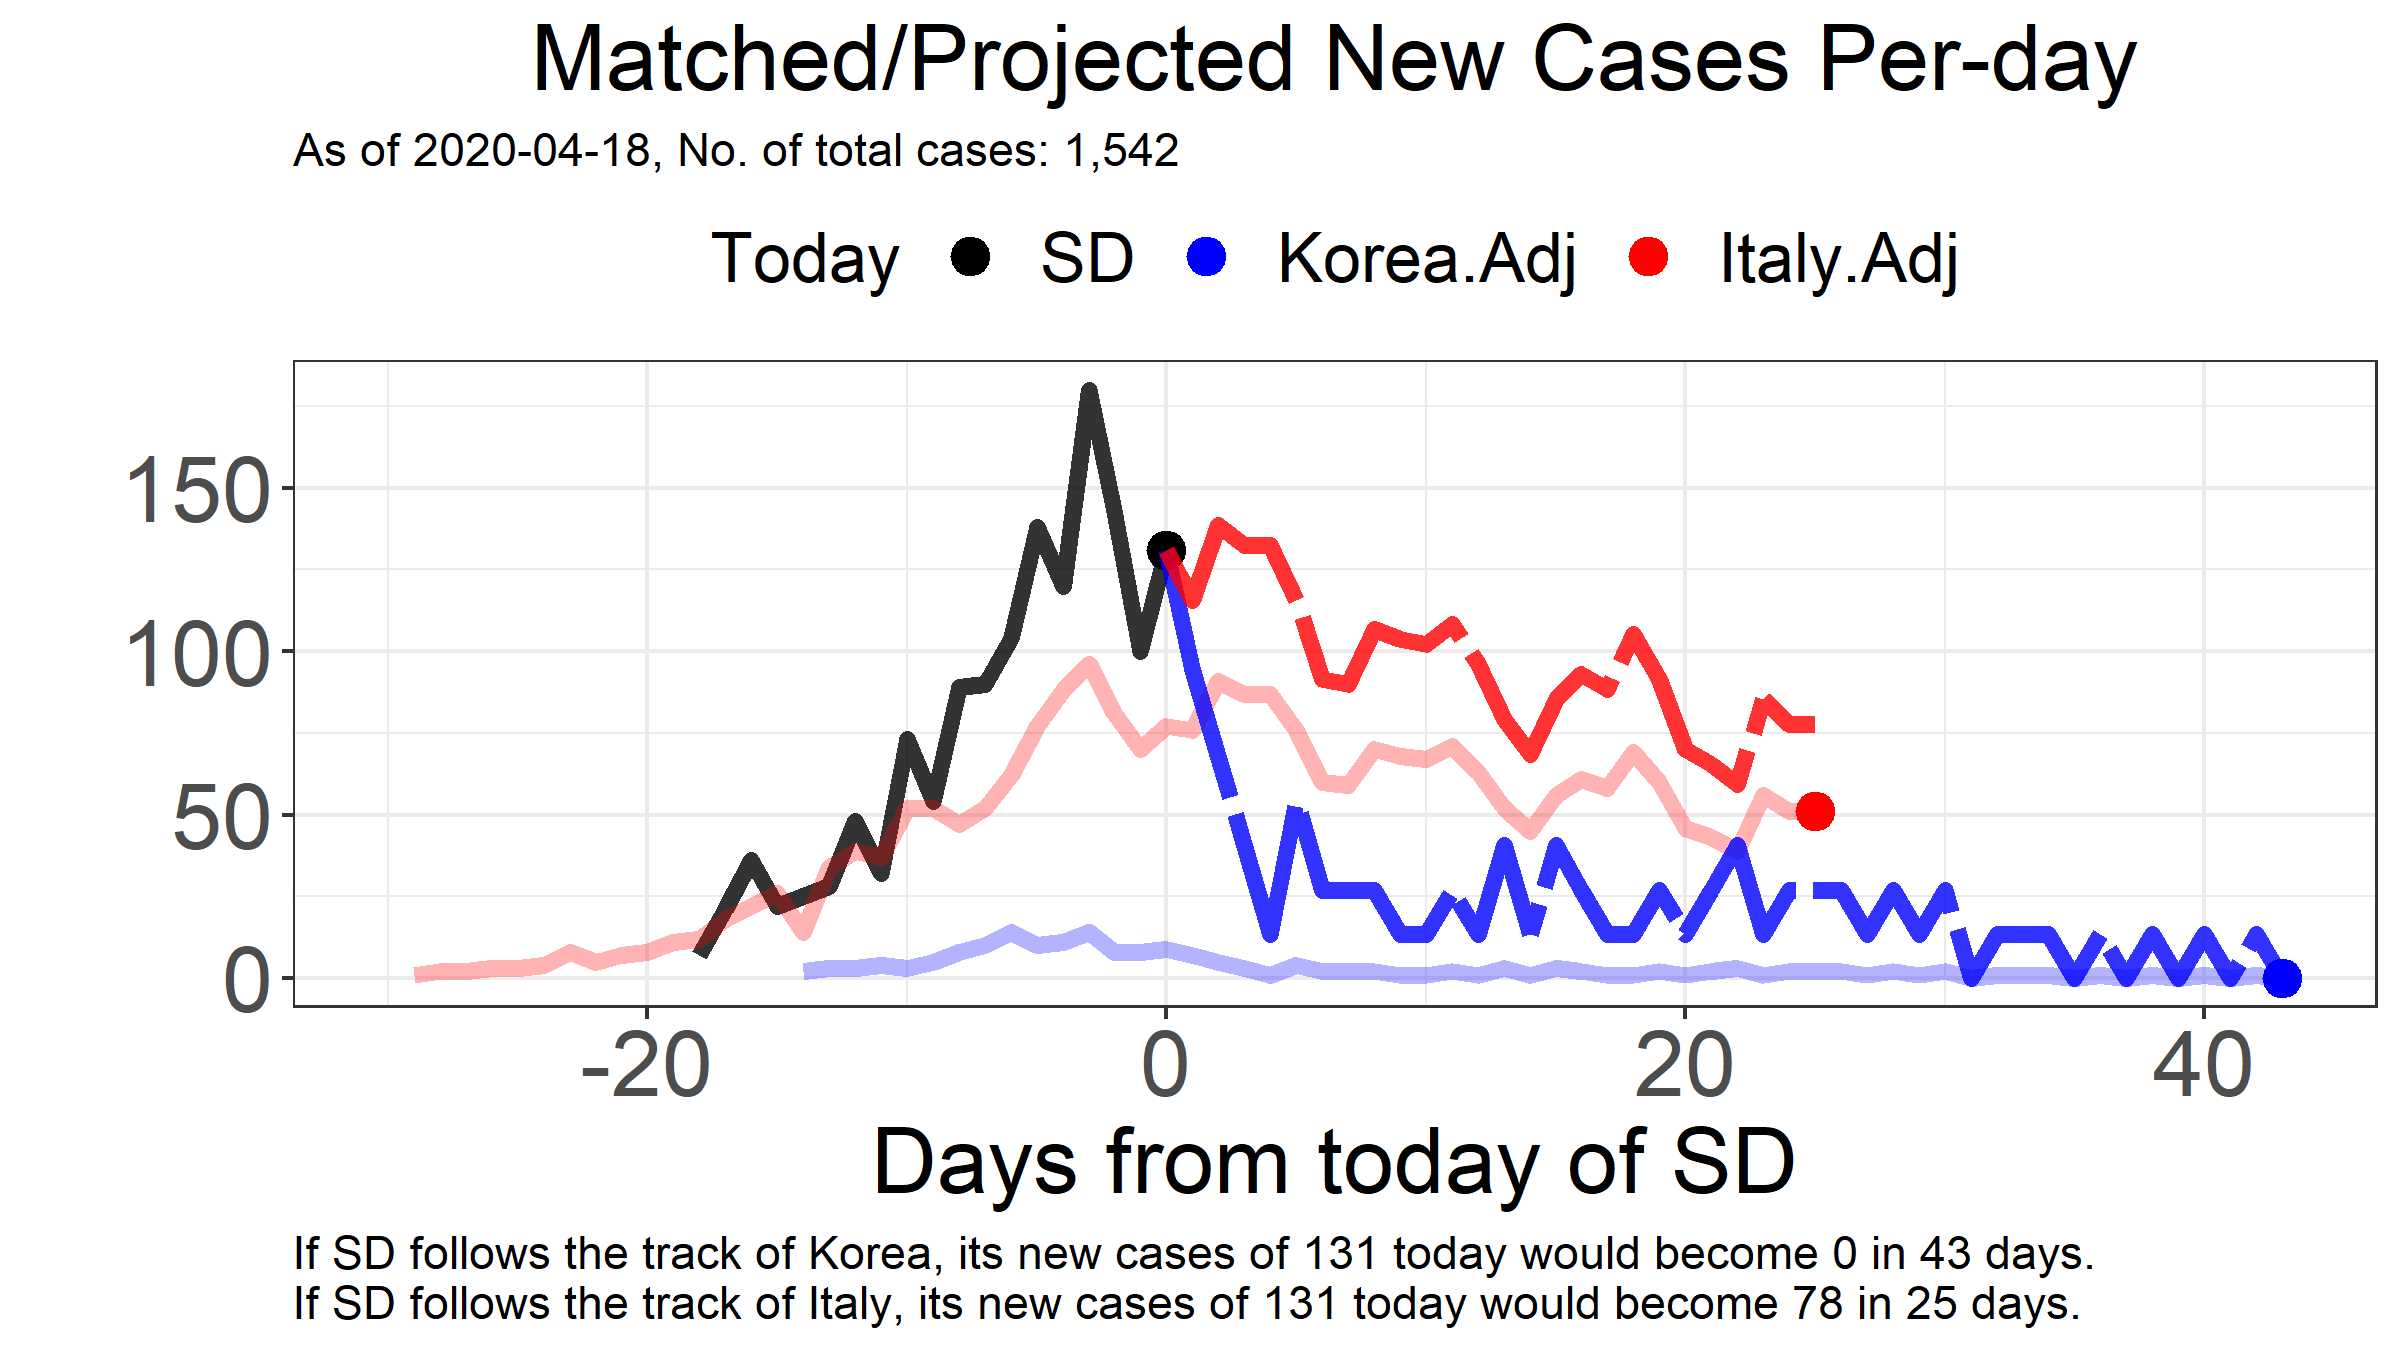 Matched/Projected New Cases Per-day
As of 2020-04-18, No. of total cases: 1,542
Today SD Korea.Adj Italy.Adj
150
100
50
0
-20 0 20 40
Days from today of SD
If SD follows the track of Korea, its new cases of 131 today would become 0 in 43 days.
If SD follows the track of Italy, its new cases of 131 today would become 78 in 25 days.